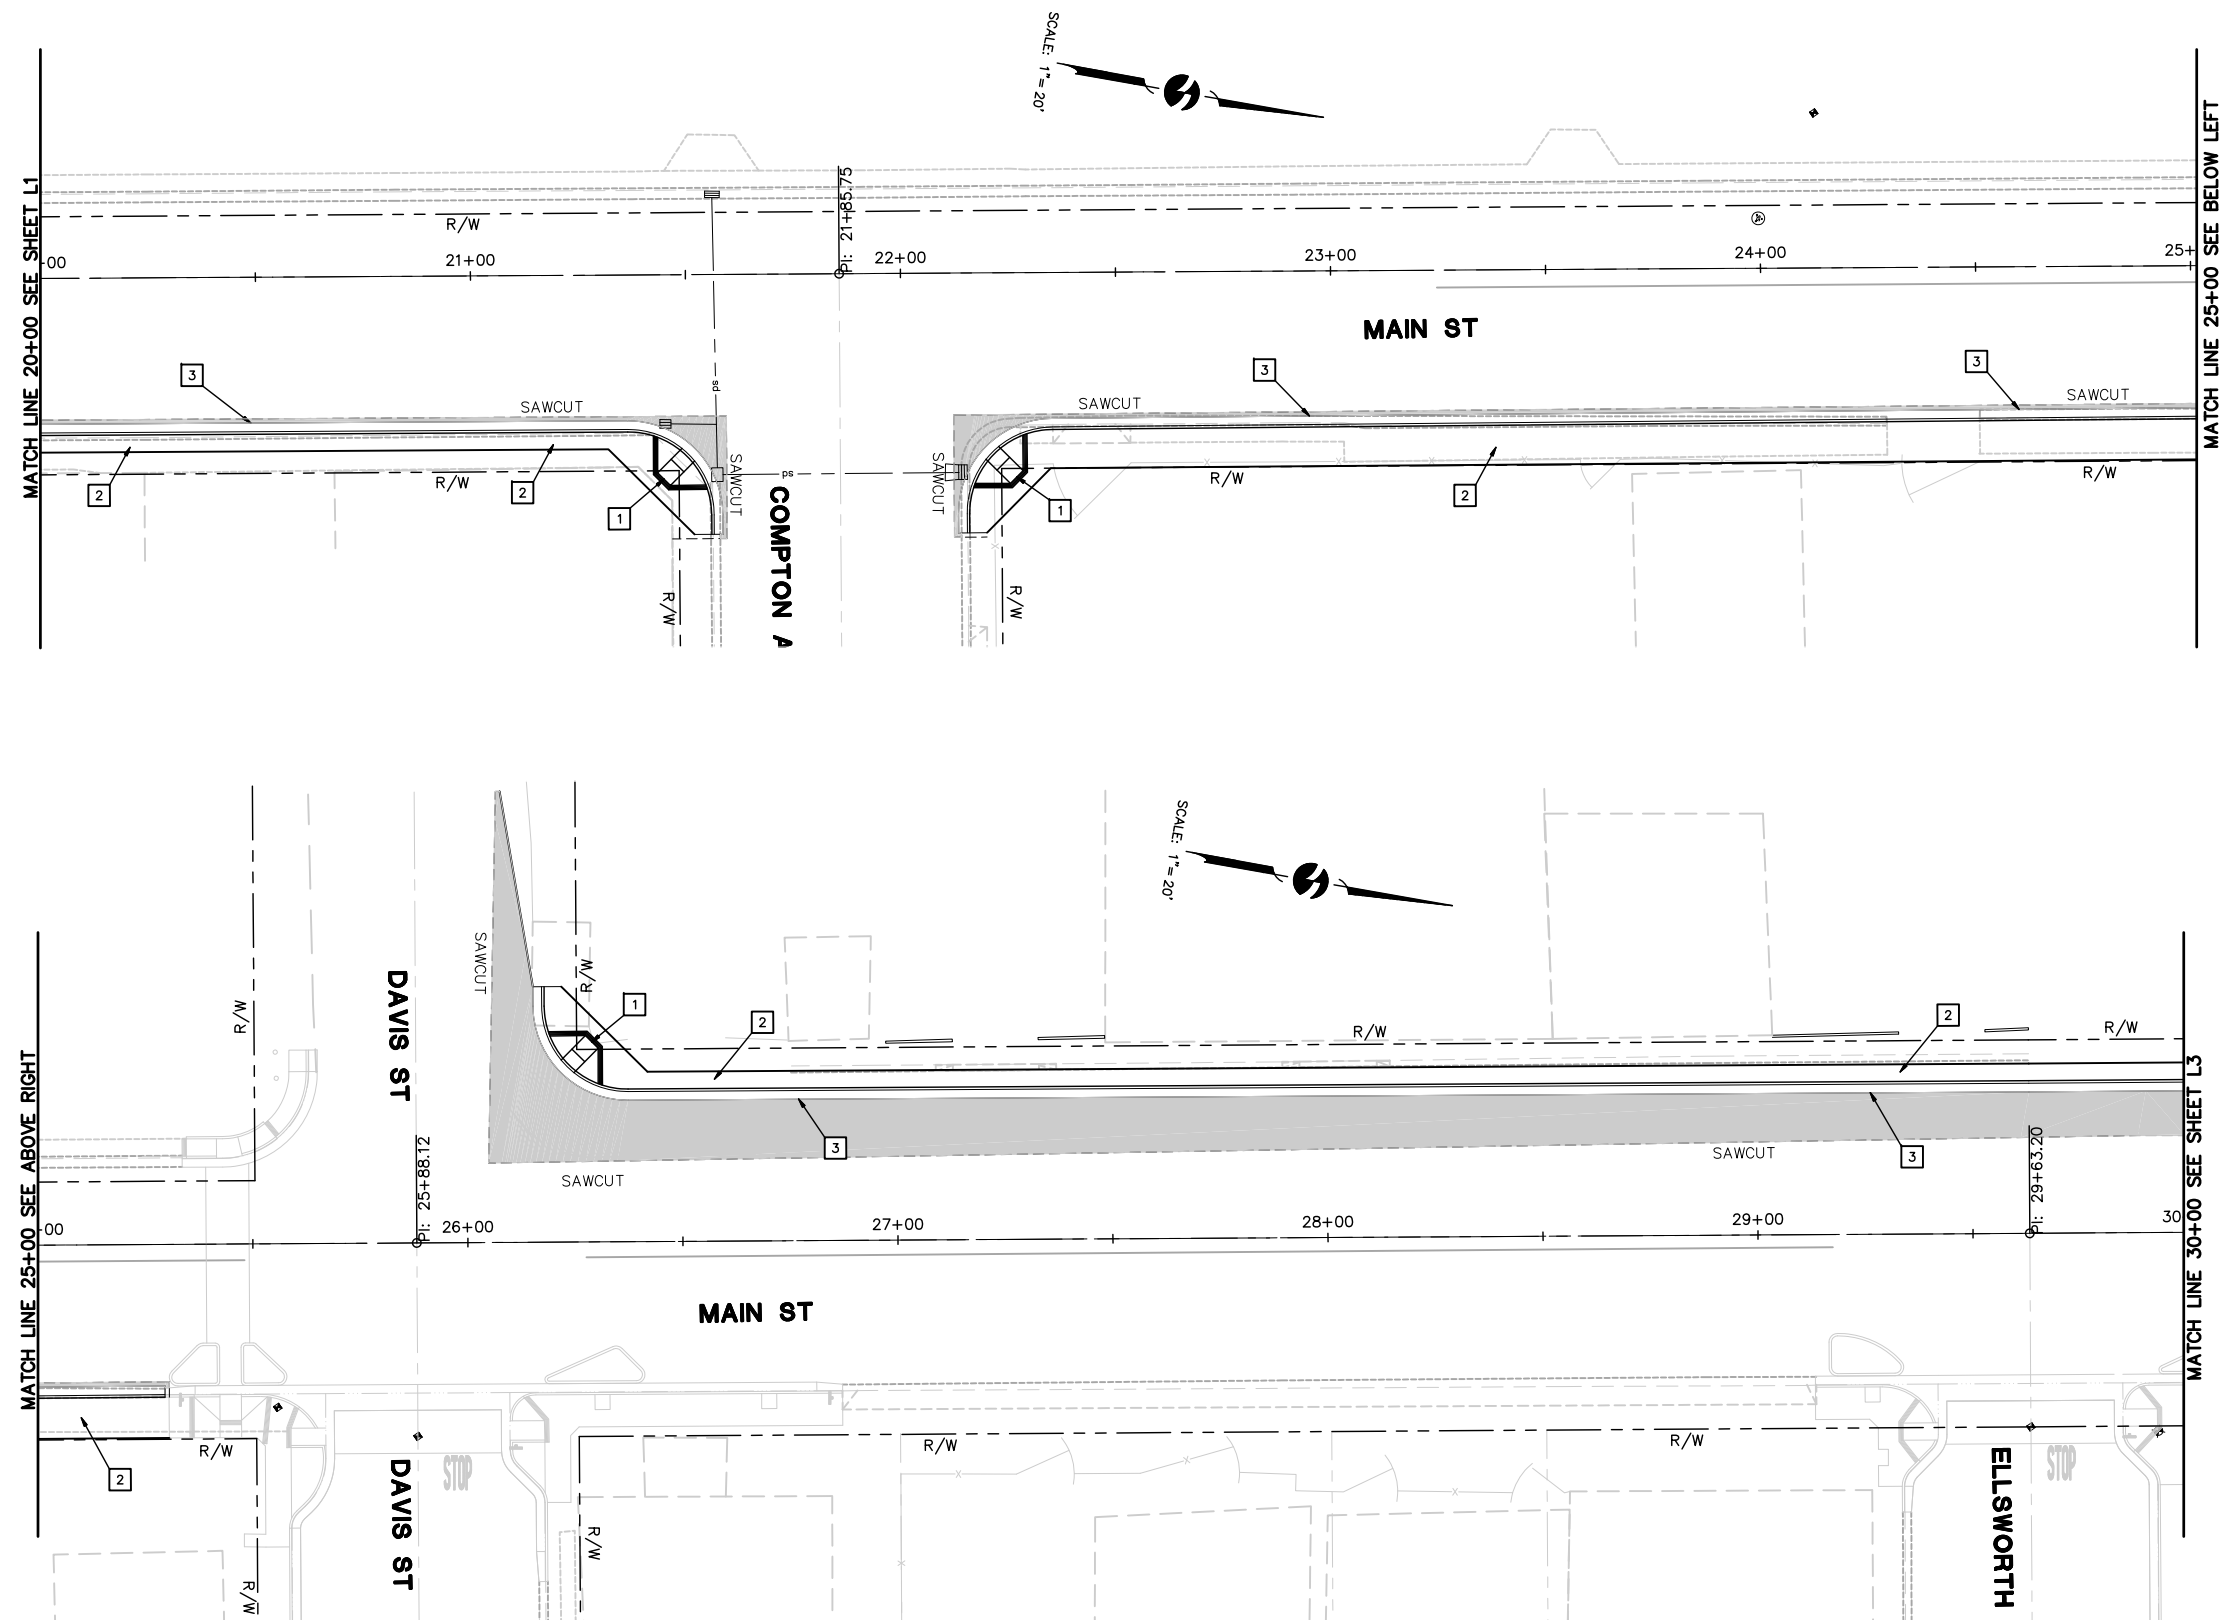 SCALE: 1"= 20'
MATCH LINE 20+00 SEE SHEET L1
MATCH LINE 25+00 SEE BELOW LEFT
PI: 21+85.75
R/W
00
21+00
22+00
23+00
24+00
25+
MAIN ST
3
3
3
SAWCUT
SAWCUT
SAWCUT
sd
sd
2
R/W
2
1
SAWCUT
COMPTON A
SAWCUT
1
R/W
2
R/W
R/W
R/W
SCALE: 1"= 20'
MATCH LINE 25+00 SEE ABOVE RIGHT
MATCH LINE 30+00 SEE SHEET L3
SAWCUT
R/W
R/W
DAVIS ST
1
2
R/W
2
R/W
3
3
SAWCUT
SAWCUT
PI: 25+88.12
PI: 29+63.20
00
26+00
27+00
28+00
29+00
30
MAIN ST
2
R/W
R/W
R/W
DAVIS ST
STOP
ELLSWORTH
STOP
R/W
R/W